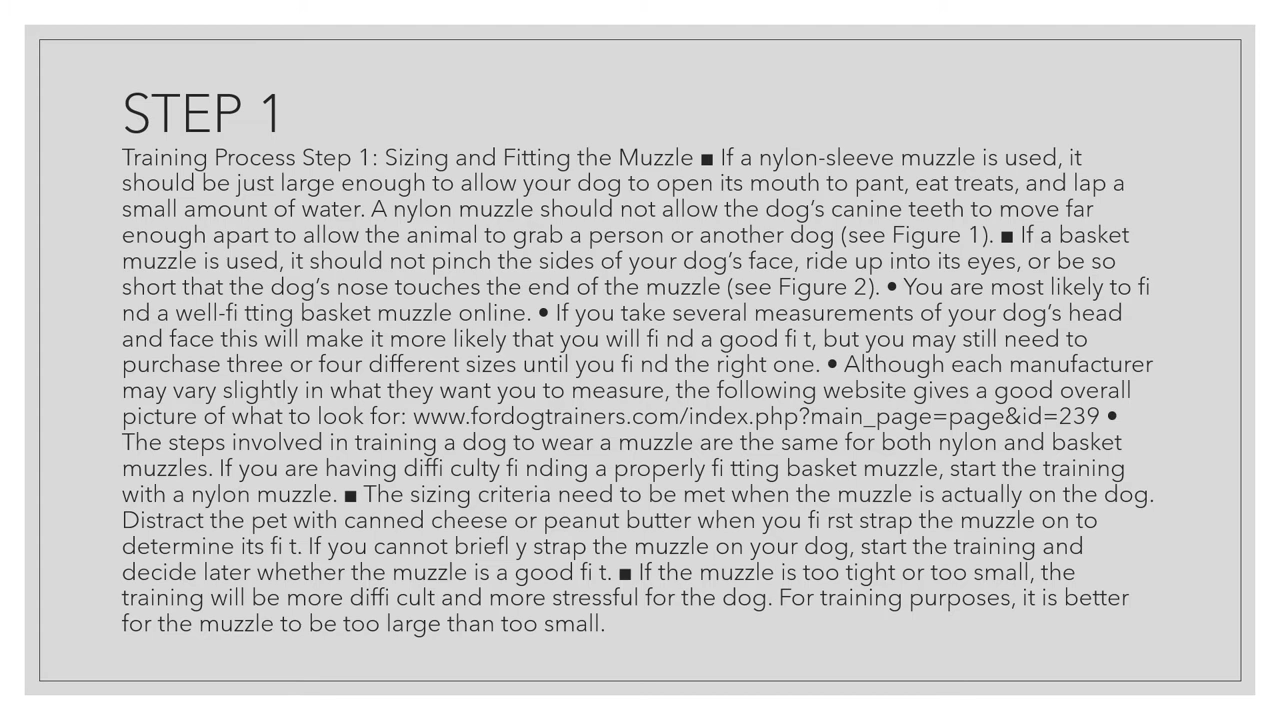 STEP 1
Training Process Step 1: Sizing and Fitting the Muzzle ■ If a nylon-sleeve muzzle is used, it
should be just large enough to allow your dog to open its mouth to pant, eat treats, and lap a
small amount of water. A nylon muzzle should not allow the dog’s canine teeth to move far
enough apart to allow the animal to grab a person or another dog (see Figure 1). ■ If a basket
muzzle is used, it should not pinch the sides of your dog’s face, ride up into its eyes, or be so
short that the dog’s nose touches the end of the muzzle (see Figure 2). • You are most likely to fi
nd a well-fi tting basket muzzle online. • If you take several measurements of your dog’s head
and face this will make it more likely that you will fi nd a good fi t, but you may still need to
purchase three or four different sizes until you fi nd the right one. • Although each manufacturer
may vary slightly in what they want you to measure, the following website gives a good overall
picture of what to look for: www.fordogtrainers.com/index.php?main_page=page&id=239 •
The steps involved in training a dog to wear a muzzle are the same for both nylon and basket
muzzles. If you are having diffi culty fi nding a properly fi tting basket muzzle, start the training
with a nylon muzzle. ■ The sizing criteria need to be met when the muzzle is actually on the dog.
Distract the pet with canned cheese or peanut butter when you fi rst strap the muzzle on to
determine its fi t. If you cannot briefl y strap the muzzle on your dog, start the training and
decide later whether the muzzle is a good fi t. ■ If the muzzle is too tight or too small, the
training will be more diffi cult and more stressful for the dog. For training purposes, it is better
for the muzzle to be too large than too small.